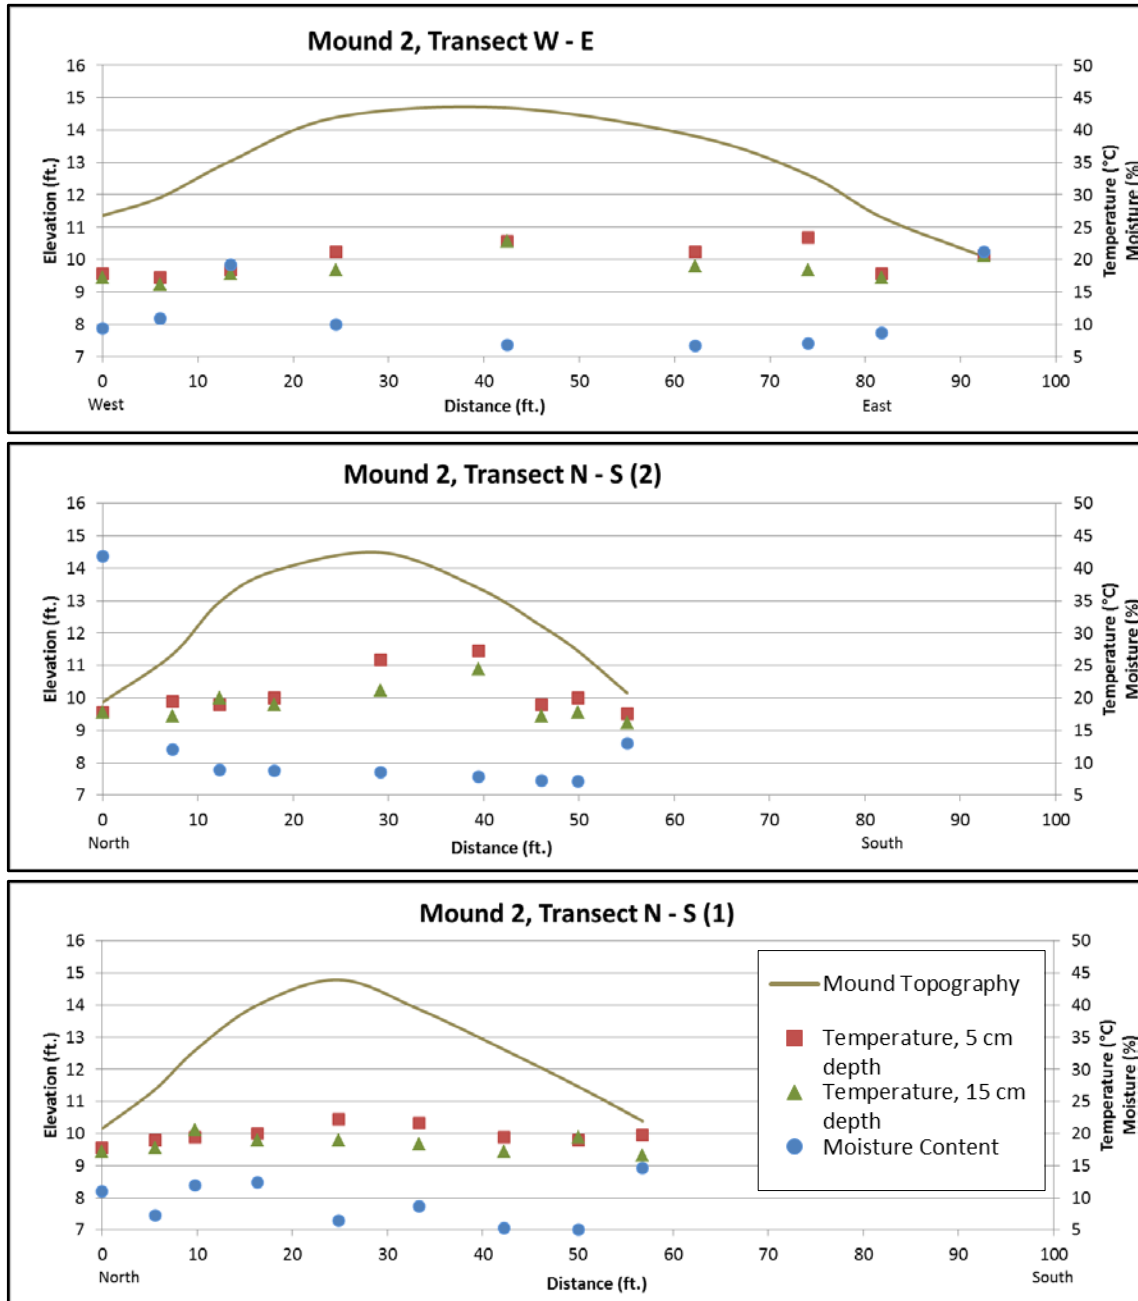 Mound 2, Transect W - E
16
15
14
13
12
11
10
9
8
7
Elevation (ft.)
50
45
40
35
30
25
20
15
10
5
Temperature (°C)
Moisture (%)
0 10 20 30 40 50 60 70 80 90 100
West Distance (ft.) East
Mound 2, Transect N - S (2)
16
15
14
13
12
11
10
9
8
7
Elevation (ft.)
50
45
40
35
30
25
20
15
10
5
Temperature (°C)
Moisture (%)
0 10 20 30 40 50 60 70 80 90 100
North Distance (ft.) South
Mound 2, Transect N - S (1)
16
15
14
13
12
11
10
9
8
7
Elevation (ft.)
50
45
40
35
30
25
20
15
10
5
Temperature (°C)
Moisture (%)
Mound Topography
Temperature, 5 cm
depth
Temperature, 15 cm
depth
Moisture Content
0 10 20 30 40 50 60 70 80 90 100
North Distance (ft.) South